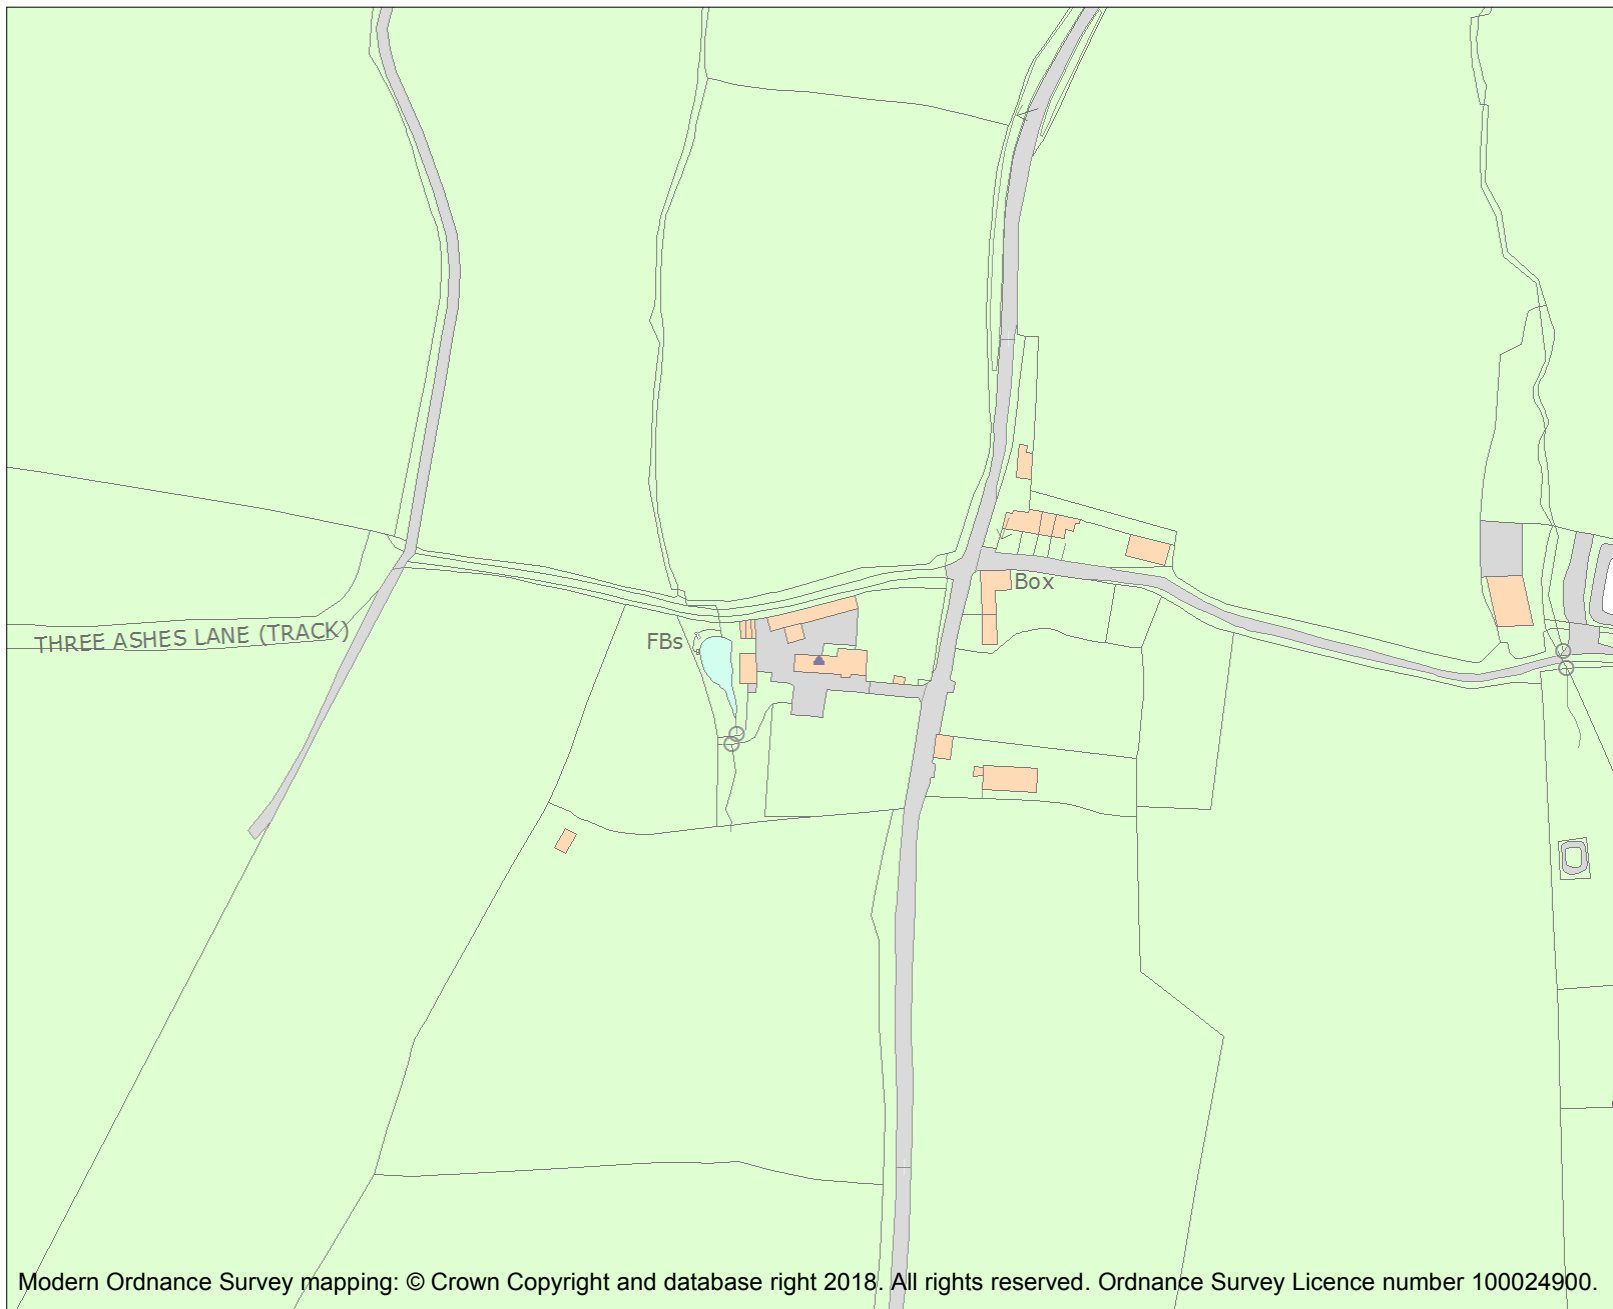 Box
THREE ASHES LANE (TRACK)
FBs
Modern Ordnance Survey mapping: © Crown Copyright and database right 2018. All rights reserved. Ordnance Survey Licence number 100024900.